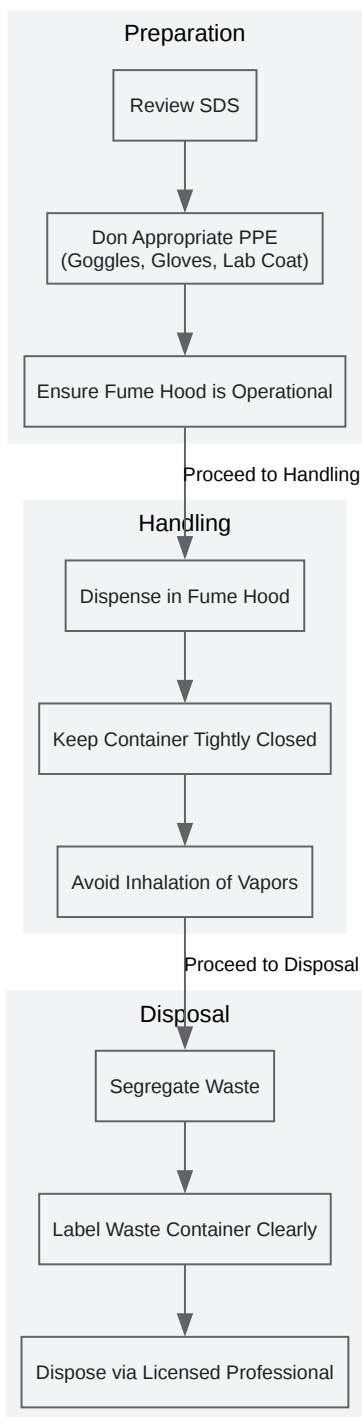 Preparation
Review SDS
Don Appropriate PPE
(Goggles, Gloves, Lab Coat)
Ensure Fume Hood is Operational
Proceed to Handling
Handling
Dispense in Fume Hood
Keep Container Tightly Closed
Avoid Inhalation of Vapors
Proceed to Disposal
Disposal
Segregate Waste
Label Waste Container Clearly
Dispose via Licensed Professional